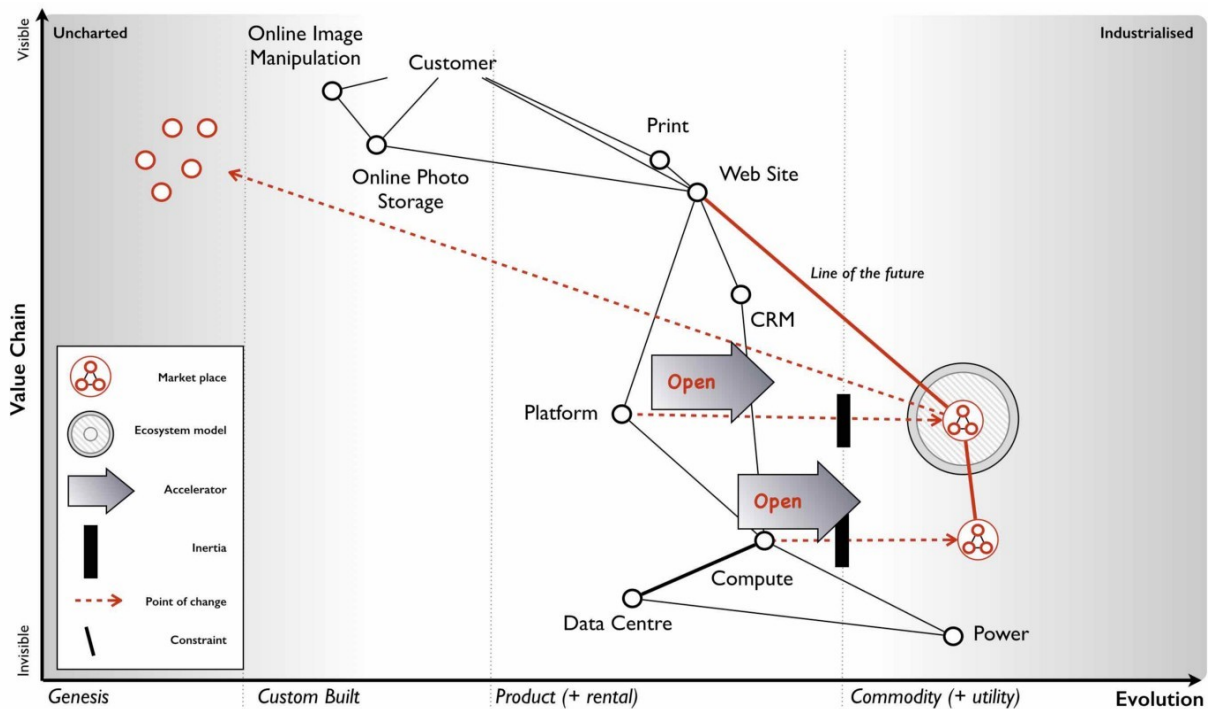 Visible
Uncharted
Online Image
Manipulation
Customer
Industrialised
Print
Web Site
Online Photo
Storage
Line of the future
CRM
Value Chain
Market place
Open
Platform
Ecosystem model
Accelerator
Open
Inertia
Compute
Point of change
Data Centre
Power
Constraint
Invisible
Genesis
Custom Built
Product (+ rental)
Commodity (+ utility)
Evolution